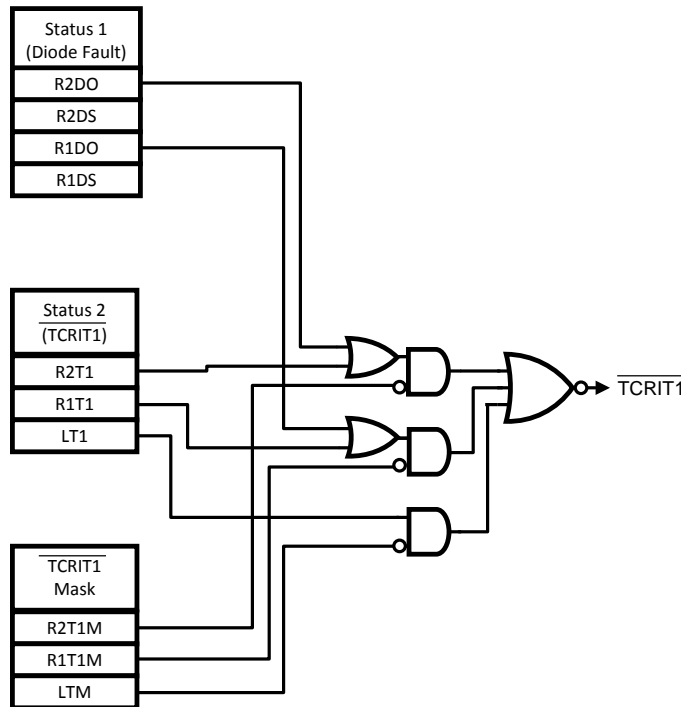 Status 1
(Diode Fault)
R2DO
R2DS
R1DO
R1DS
Status 2
(TCRIT1)
R2T1
R1T1
LT1
TCRIT1
TCRIT1
Mask
R2T1M
R1T1M
LTM